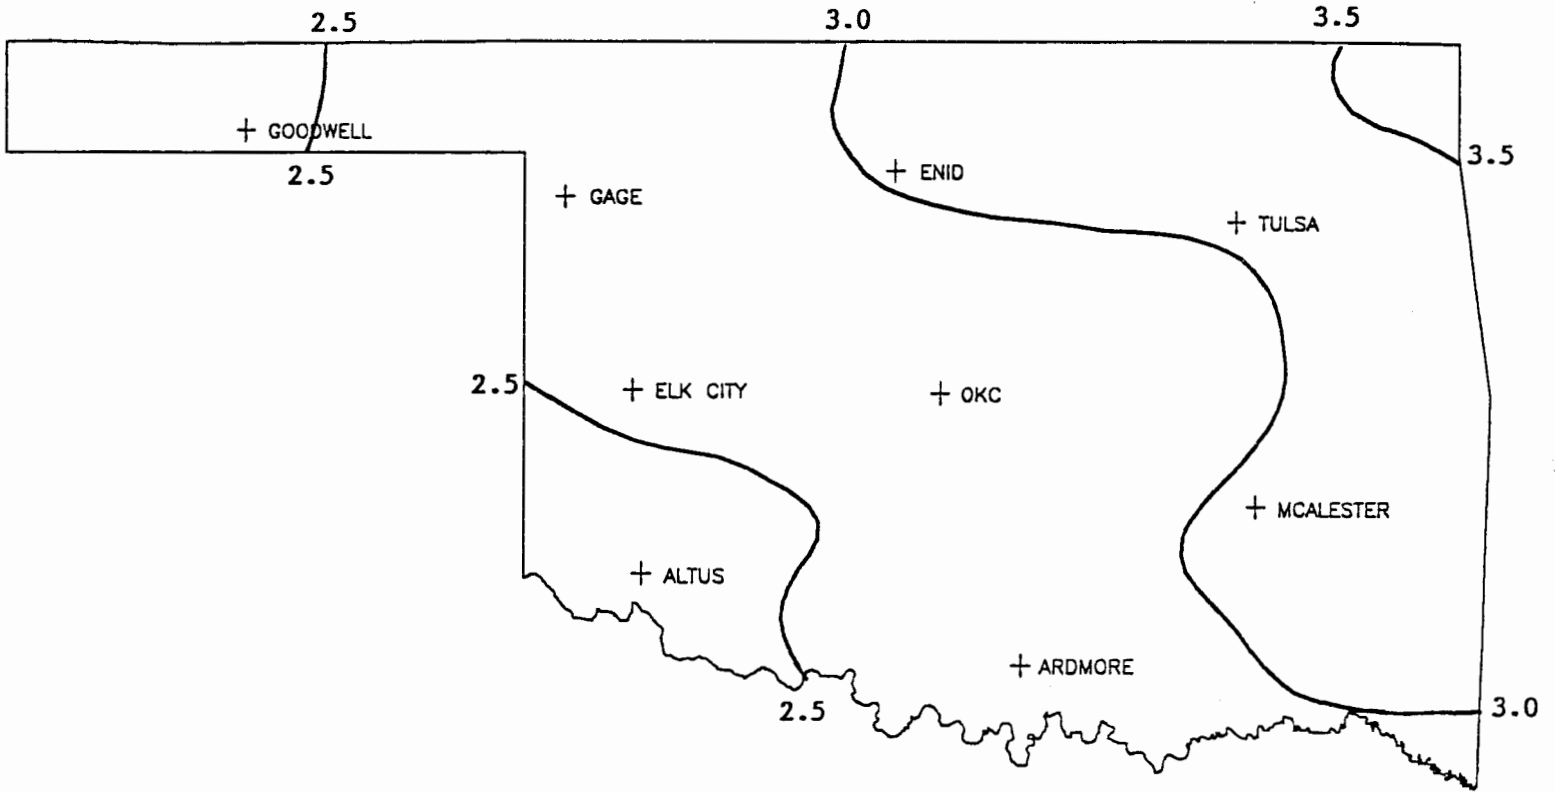 2.5 3.0 3.5
GOODWELL
2.5
3.5
ENID
GAGE
TULSA
2.5
ELK CITY
OKC
MCALESTER
ALTUS
ARDMORE
2.5
3.0